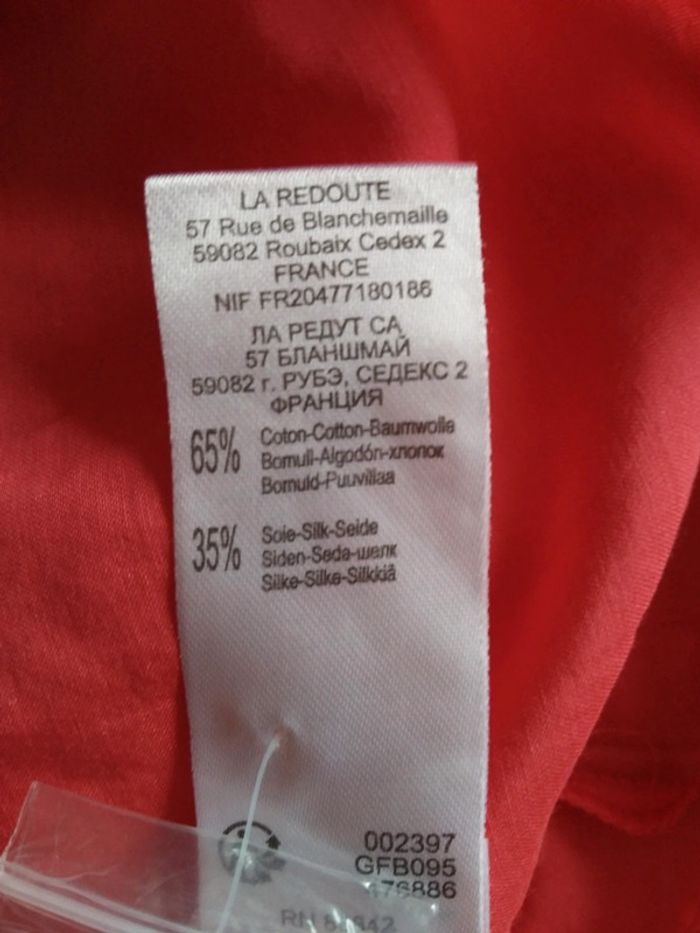 LA REDOUTE
57 Rue de Blanchemaille
59082 Roubaix Cedex 2
FRANCE
NIF FR20477180186
ЛА РЕДУТ СА
57 БЛАНШМАЙ
59082 г. РУБЭ, СЕДЕКС 2
ФРАНЦИЯ
65%
Coton-Cotton-Baumwolle
Bomull-Algodón-хлопок
Bomuld-Puuvillaa
35%
Soie-Silk-Seide
Siden-Seda-шелк
Silke-Silke-Silkkiä
002397
GFB095
RN